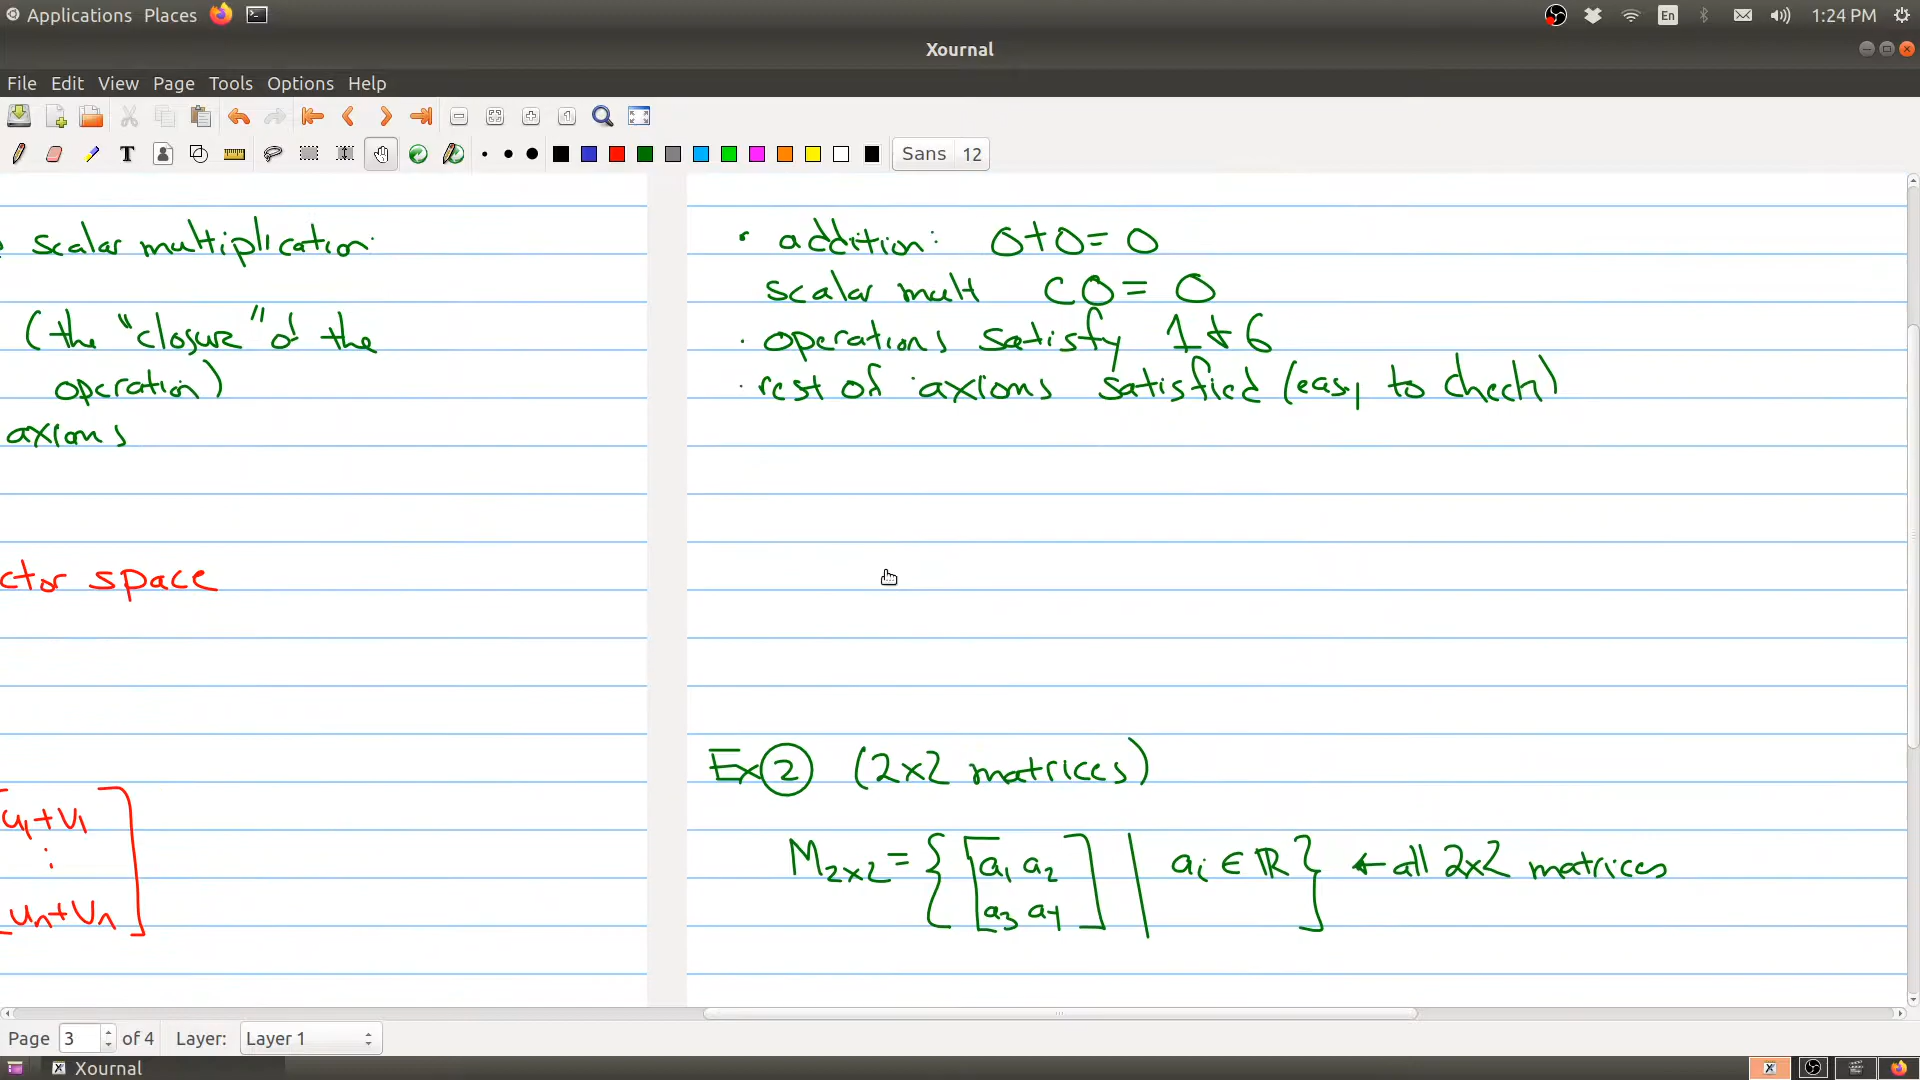 Applications Places En 1:24 PM
Xournal
File Edit View Page Tools Options Help
Sans 12
scalar multiplication
(the "closure" of the
operation)
axioms
ctor space
u₁+v₁
⋮
uₙ+vₙ
• addition: 0+0= 0
scalar mult c0= 0
• operations satisfy 1 & 6
• rest of axioms satisfied (easy to check)
Ex ② (2x2 matrices)
M₂ₓ₂ = { [ a₁ a₂ | aᵢ ∈ ℝ } ← all 2x2 matrices
a₃ a₄ ]
Page 3 of 4 Layer: Layer 1
Xournal